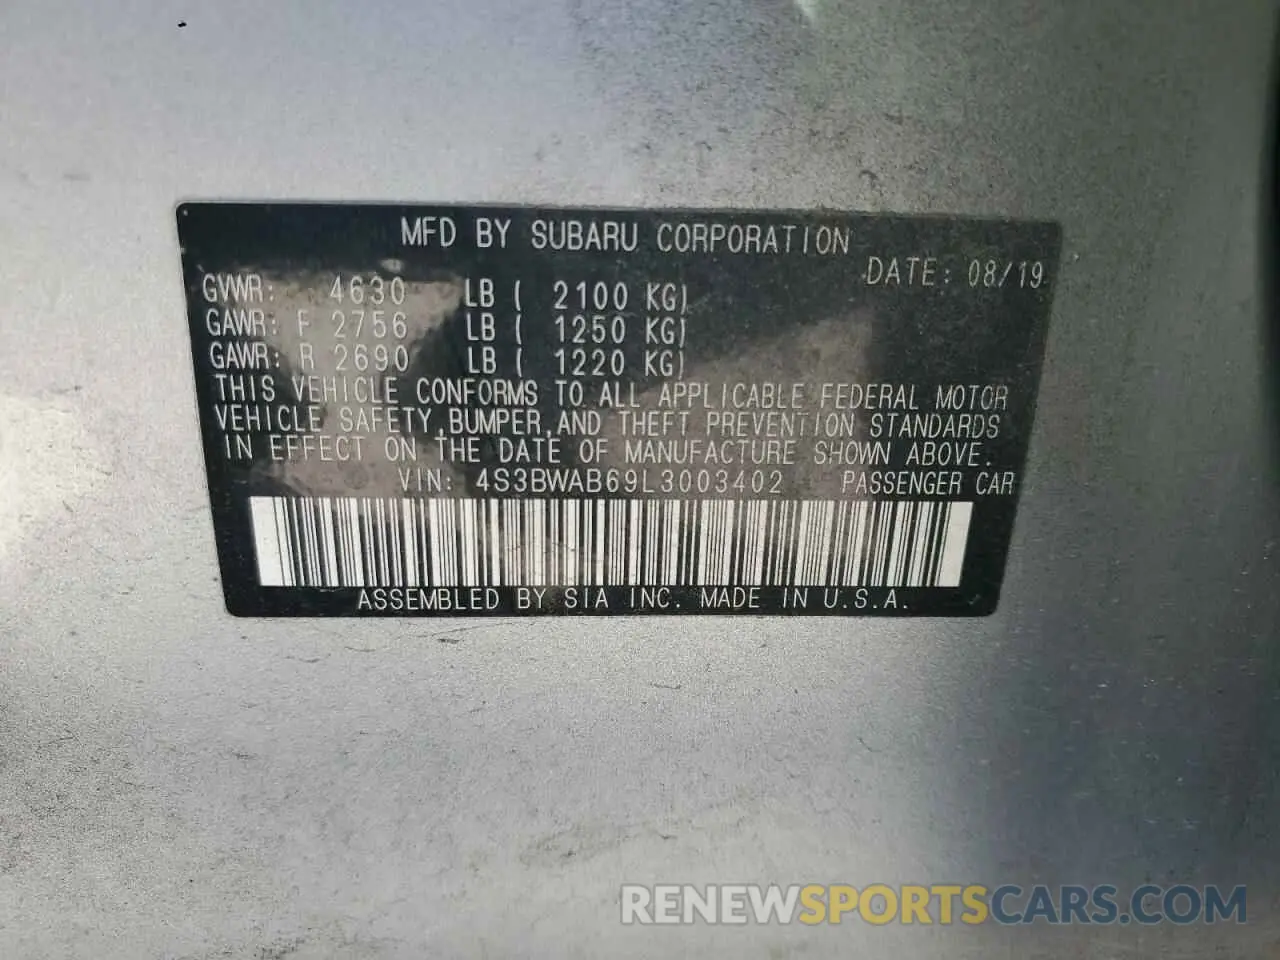 MFD BY SUBARU CORPORATION
DATE: 08/19
GVWR: 4630 LB ( 2100 KG)
GAWR: F 2756 LB ( 1250 KG)
GAWR: R 2690 LB ( 1220 KG)
THIS VEHICLE CONFORMS TO ALL APPLICABLE FEDERAL MOTOR
VEHICLE SAFETY, BUMPER, AND THEFT PREVENTION STANDARDS
IN EFFECT ON THE DATE OF MANUFACTURE SHOWN ABOVE.
VIN: 4S3BWAB69L3003402 PASSENGER CAR
ASSEMBLED BY SIA INC. MADE IN U.S.A.
RENEWSPORTSCARS.COM